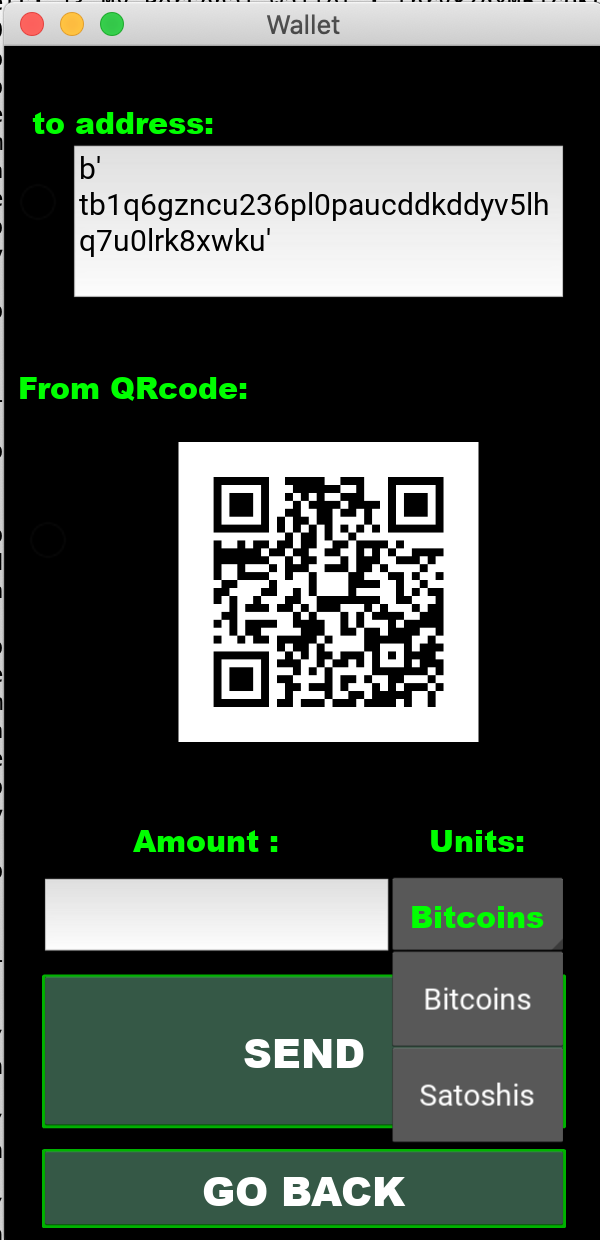 Wallet
to address:
b'
tb1q6gzncu236pl0paucddkddyv5lh
q7u0lrk8xwku'
From QRcode:
Amount :
Units:
Bitcoins
Bitcoins
Satoshis
SEND
GO BACK